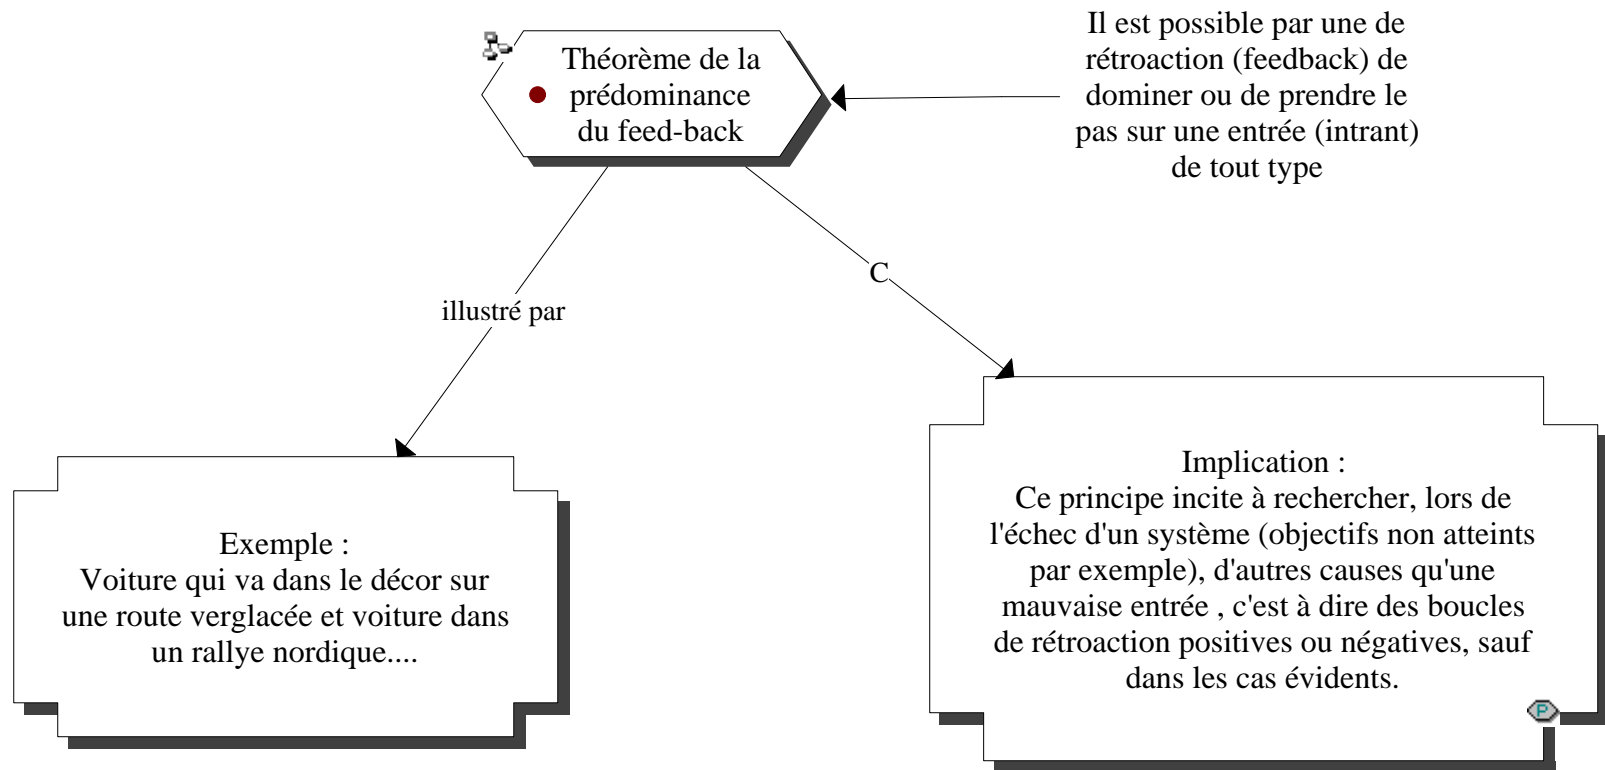 Théorème de la
prédominance
du feed-back
Il est possible par une de
rétroaction (feedback) de
dominer ou de prendre le
pas sur une entrée (intrant)
de tout type
illustré par
C
Exemple :
Voiture qui va dans le décor sur
une route verglacée et voiture dans
un rallye nordique....
Implication :
Ce principe incite à rechercher, lors de
l'échec d'un système (objectifs non atteints
par exemple), d'autres causes qu'une
mauvaise entrée , c'est à dire des boucles
de rétroaction positives ou négatives, sauf
dans les cas évidents.
P